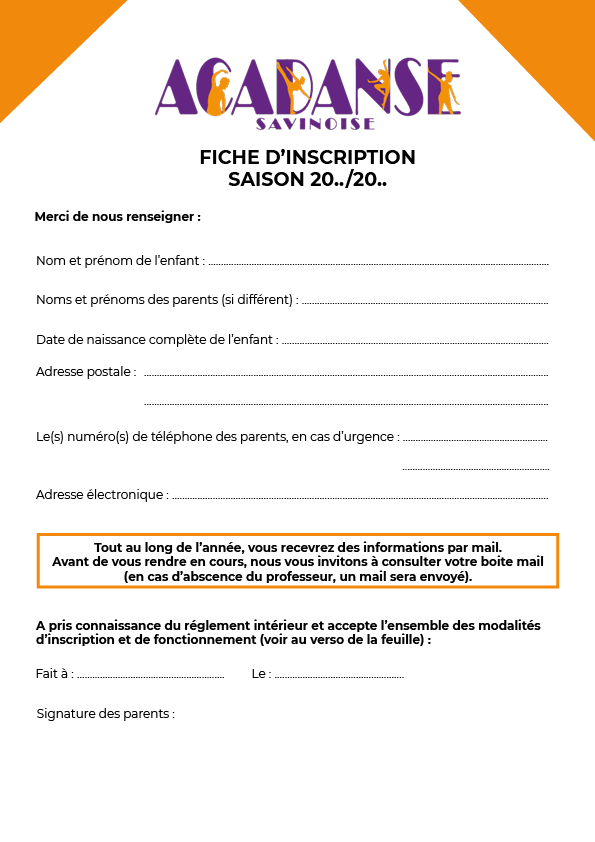 ACADANSE
SAVINOISE
FICHE D’INSCRIPTION
SAISON 20../20..
Merci de nous renseigner :
Nom et prénom de l’enfant : ........................................
Noms et prénoms des parents (si différent) : ........................................
Date de naissance complète de l’enfant : ........................................
Adresse postale : ........................................
........................................
Le(s) numéro(s) de téléphone des parents, en cas d’urgence : ........................................
........................................
Adresse électronique : ........................................
Tout au long de l’année, vous recevrez des informations par mail.
Avant de vous rendre en cours, nous vous invitons à consulter votre boite mail
(en cas d’abscence du professeur, un mail sera envoyé).
A pris connaissance du réglement intérieur et accepte l’ensemble des modalités
d’inscription et de fonctionnement (voir au verso de la feuille) :
Fait à : ........................................ Le : ........................................
Signature des parents :